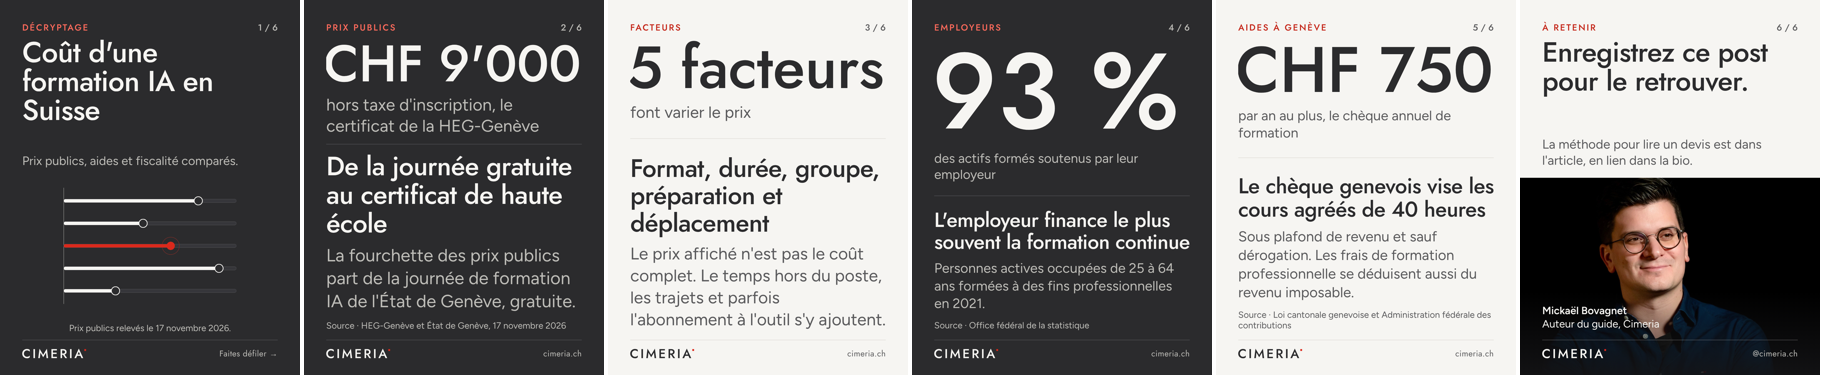 DÉCRYPTAGE
1 / 6
Coût d'une
formation IA en
Suisse
Prix publics, aides et fiscalité comparés.
Prix publics relevés le 17 novembre 2026.
CIMERIA
Faites défiler →
PRIX PUBLICS
2 / 6
CHF 9'000
hors taxe d'inscription, le
certificat de la HEG-Genève
De la journée gratuite
au certificat de haute
école
La fourchette des prix publics
part de la journée de formation
IA de l'État de Genève, gratuite.
Source · HEG-Genève et État de Genève, 17 novembre 2026
CIMERIA
cimeria.ch
FACTEURS
3 / 6
5 facteurs
font varier le prix
Format, durée, groupe,
préparation et
déplacement
Le prix affiché n'est pas le coût
complet. Le temps hors du poste,
les trajets et parfois
l'abonnement à l'outil s'y ajoutent.
CIMERIA
cimeria.ch
EMPLOYEURS
4 / 6
93 %
des actifs formés soutenus par leur
employeur
L'employeur finance le plus
souvent la formation continue
Personnes actives occupées de 25 à 64
ans formées à des fins professionnelles
en 2021.
Source · Office fédéral de la statistique
CIMERIA
cimeria.ch
AIDES À GENÈVE
5 / 6
CHF 750
par an au plus, le chèque annuel de
formation
Le chèque genevois vise les
cours agréés de 40 heures
Sous plafond de revenu et sauf
dérogation. Les frais de formation
professionnelle se déduisent aussi du
revenu imposable.
Source · Loi cantonale genevoise et Administration fédérale des
contributions
CIMERIA
cimeria.ch
À RETENIR
6 / 6
Enregistrez ce post
pour le retrouver.
La méthode pour lire un devis est dans
l'article, en lien dans la bio.
Mickaël Bovagnet
Auteur du guide, Cimeria
CIMERIA
@cimeria.ch